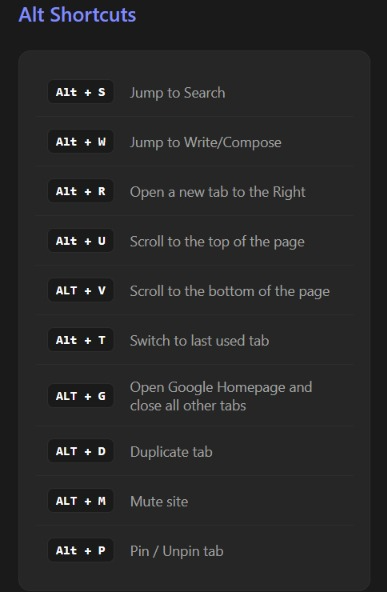 Alt Shortcuts
Alt + S Jump to Search
Alt + W Jump to Write/Compose
Alt + R Open a new tab to the Right
Alt + U Scroll to the top of the page
ALT + V Scroll to the bottom of the page
Alt + T Switch to last used tab
ALT + G Open Google Homepage and
close all other tabs
ALT + D Duplicate tab
ALT + M Mute site
Alt + P Pin / Unpin tab